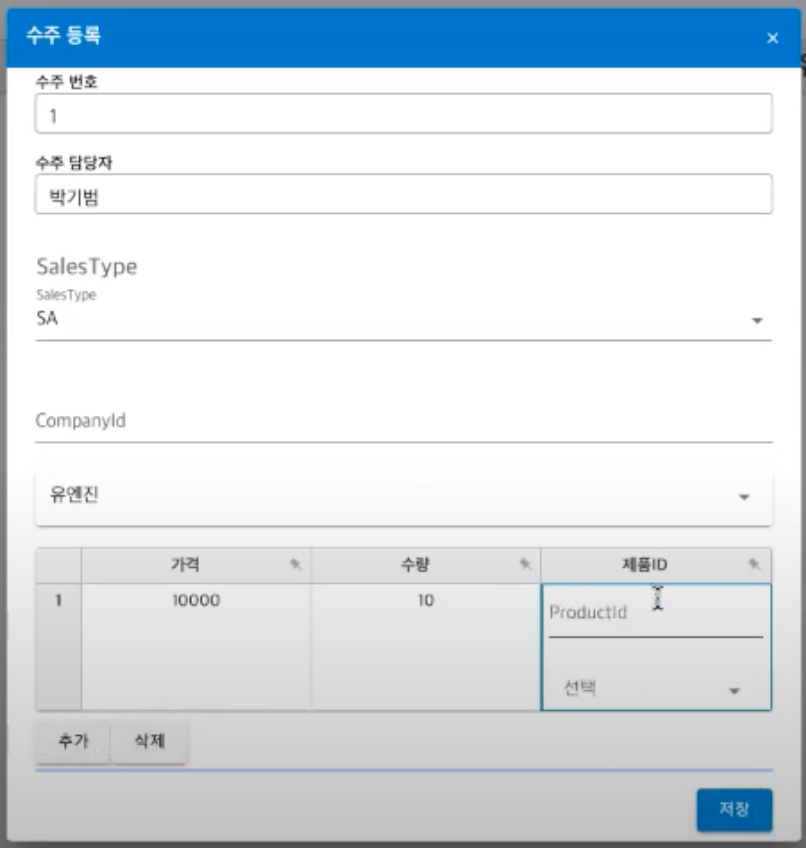 수주 등록 ×
수주 번호
1
수주 담당자
박기범
SalesType
SalesType
SA
CompanyId
유엔진
가격 수량 제품ID
1 10000 10 ProductId
선택
추가 삭제
저장